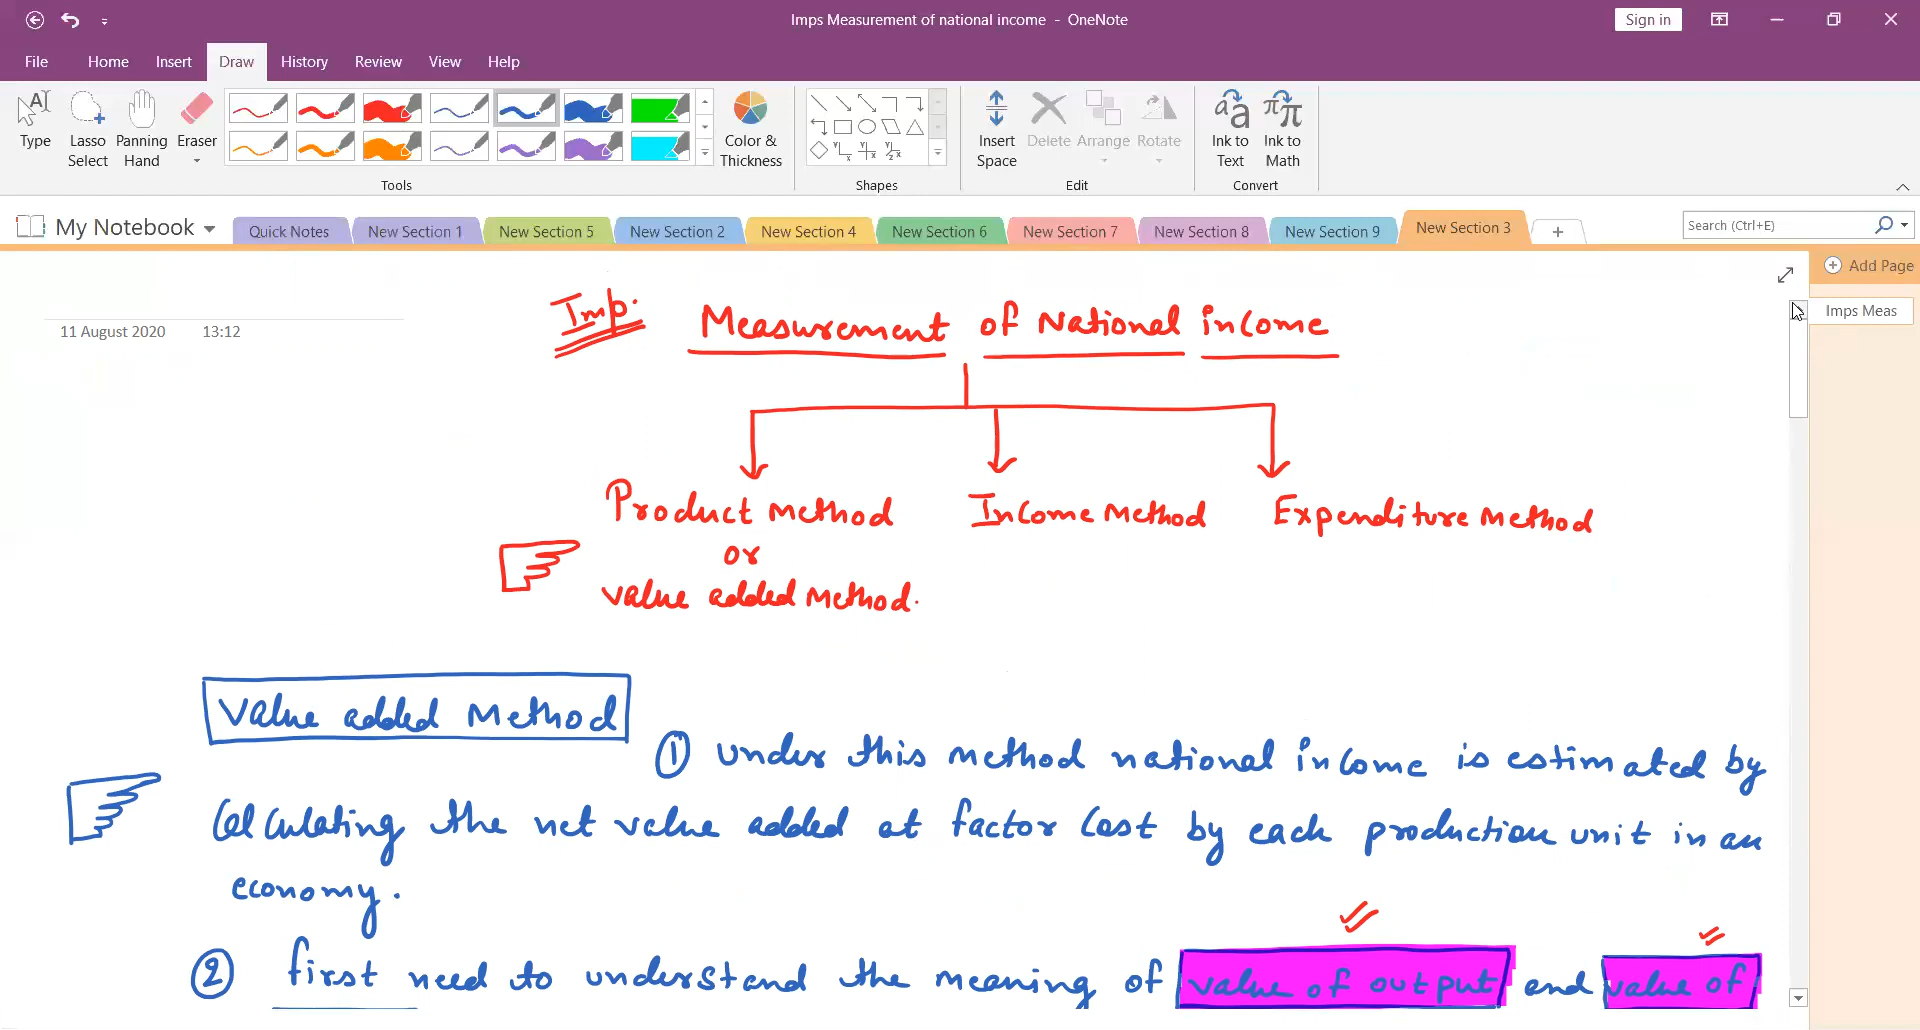 Imps Measurement of national income - OneNote
Sign in
File Home Insert Draw History Review View Help
Type
Lasso Select
Panning Hand
Eraser
Color & Thickness
Insert Space
Delete
Arrange
Rotate
Ink to Text
Ink to Math
Tools Shapes Edit Convert
My Notebook
Quick Notes New Section 1 New Section 5 New Section 2 New Section 4 New Section 6 New Section 7 New Section 8 New Section 9 New Section 3
Search (Ctrl+E)
Add Page
Imps Meas
11 August 2020 13:12
Imp. Measurement of National income
Product Method Income Method Expenditure Method
or
value added Method.
Value added Method
① under this method national income is estimated by
Calculating the net value added at factor Cost by each production unit in an
economy.
② first need to understand the meaning of value of output and value of